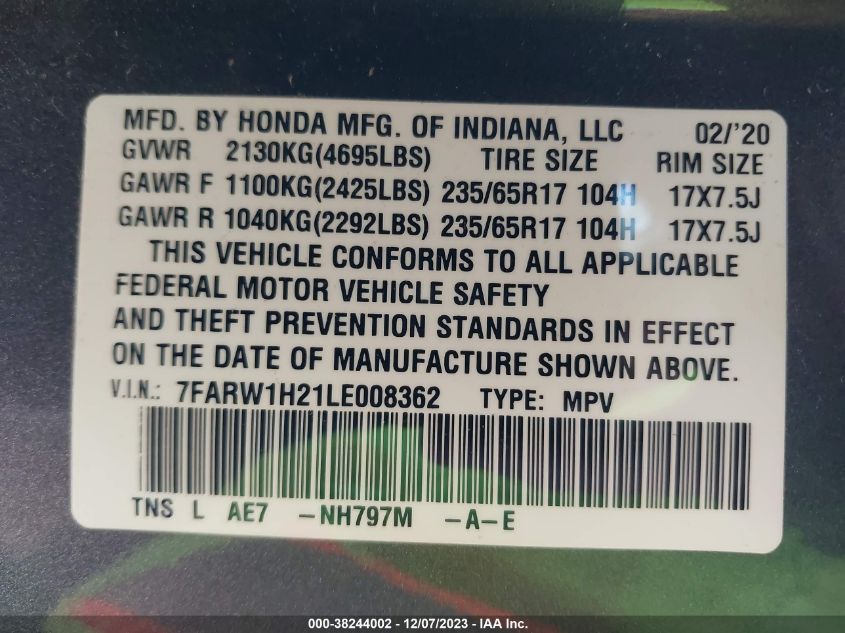 MFD. BY HONDA MFG. OF INDIANA, LLC 02/'20
GVWR 2130KG(4695LBS) TIRE SIZE RIM SIZE
GAWR F 1100KG(2425LBS) 235/65R17 104H 17X7.5J
GAWR R 1040KG(2292LBS) 235/65R17 104H 17X7.5J
THIS VEHICLE CONFORMS TO ALL APPLICABLE
FEDERAL MOTOR VEHICLE SAFETY
AND THEFT PREVENTION STANDARDS IN EFFECT
ON THE DATE OF MANUFACTURE SHOWN ABOVE.
V.I.N.: 7FARW1H21LE008362 TYPE: MPV
TNS L AE7 -NH797M -A-E
000-38244002 - 12/07/2023 - IAA Inc.